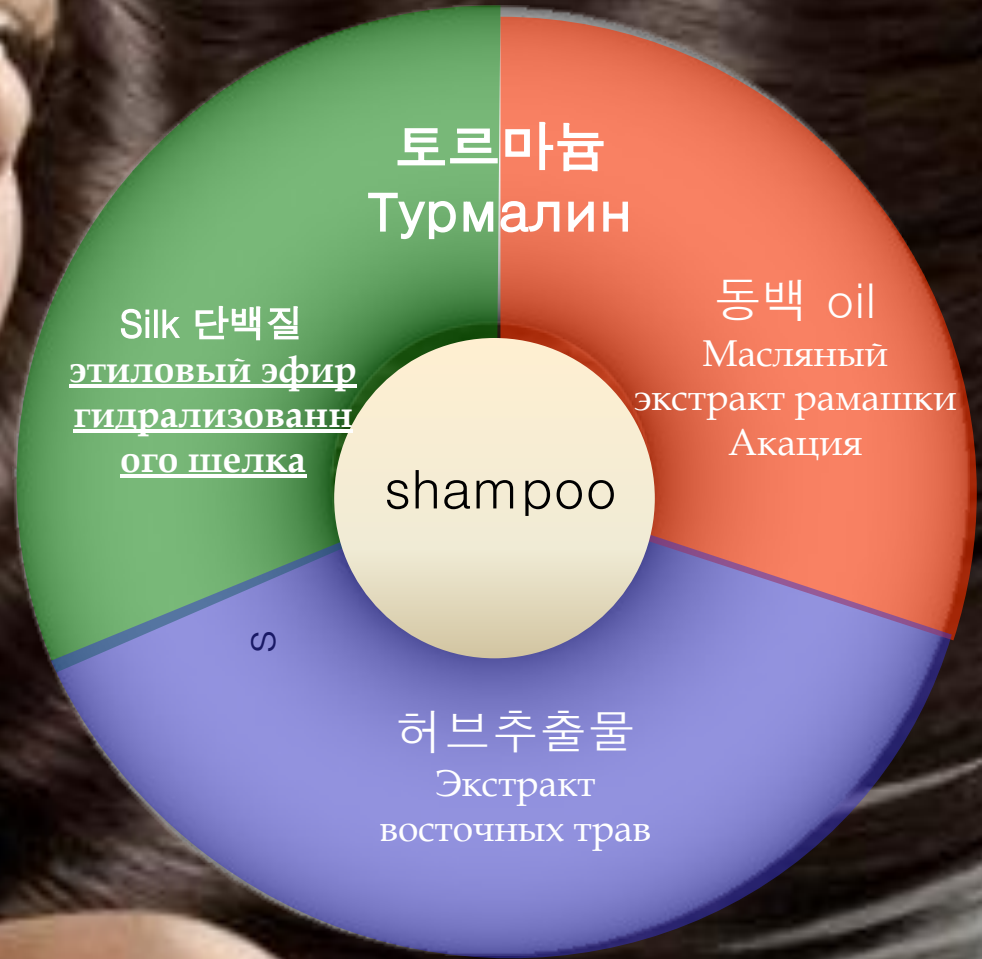 토르마늄
Турмалин
동백 oil
Масляный
экстракт рамашки
Акация
Silk 단백질
этиловый эфир
гидрализованн
ого шелка
shampoo
S
허브추출물
Экстракт
восточных трав